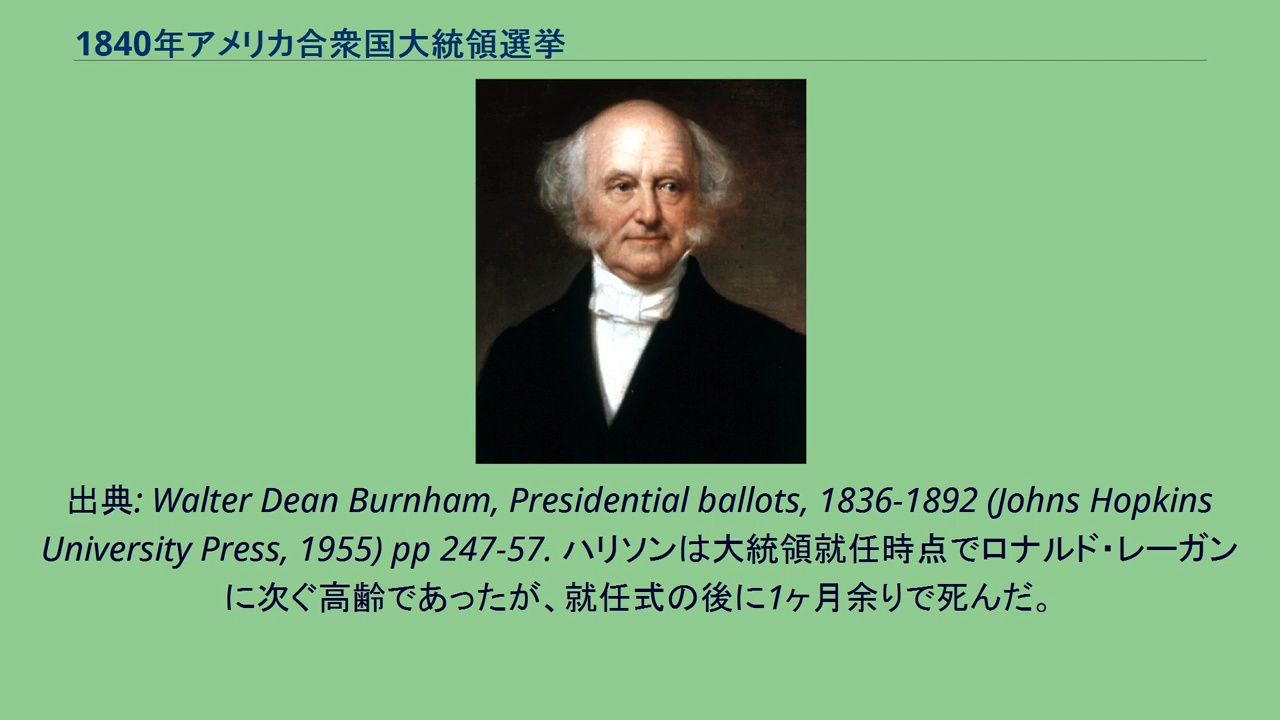 1840年アメリカ合衆国大統領選挙
出典: Walter Dean Burnham, Presidential ballots, 1836-1892 (Johns Hopkins
University Press, 1955) pp 247-57. ハリソンは大統領就任時点でロナルド・レーガン
に次ぐ高齢であったが、就任式の後に1ヶ月余りで死んだ。